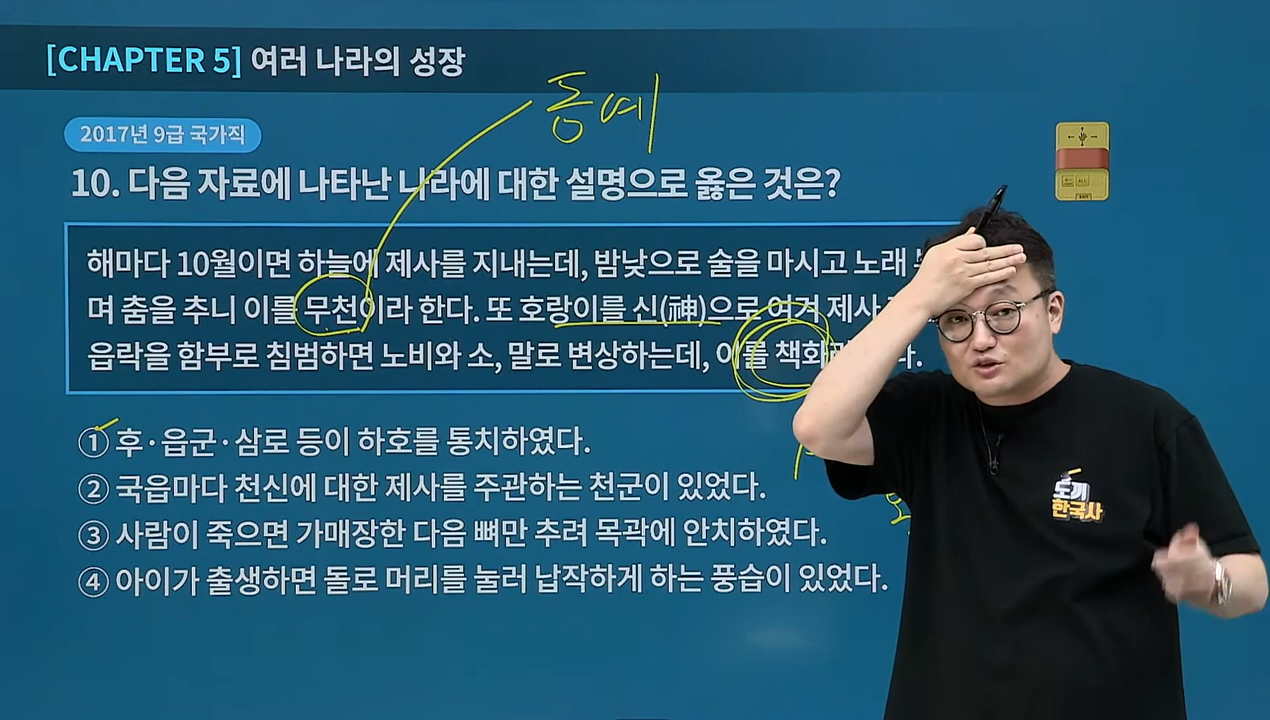 [CHAPTER 5] 여러 나라의 성장
동예
2017년 9급 국가직
10. 다음 자료에 나타난 나라에 대한 설명으로 옳은 것은?
해마다 10월이면 하늘에 제사를 지내는데, 밤낮으로 술을 마시고 노래
며 춤을 추니 이를 무천이라 한다. 또 호랑이를 신(神)으로 여겨 제사
읍락을 함부로 침범하면 노비와 소, 말로 변상하는데, 이를 책화
다.
① 후·읍군·삼로 등이 하호를 통치하였다.
② 국읍마다 천신에 대한 제사를 주관하는 천군이 있었다.
③ 사람이 죽으면 가매장한 다음 뼈만 추려 목곽에 안치하였다.
④ 아이가 출생하면 돌로 머리를 눌러 납작하게 하는 풍습이 있었다.
도끼
한국사